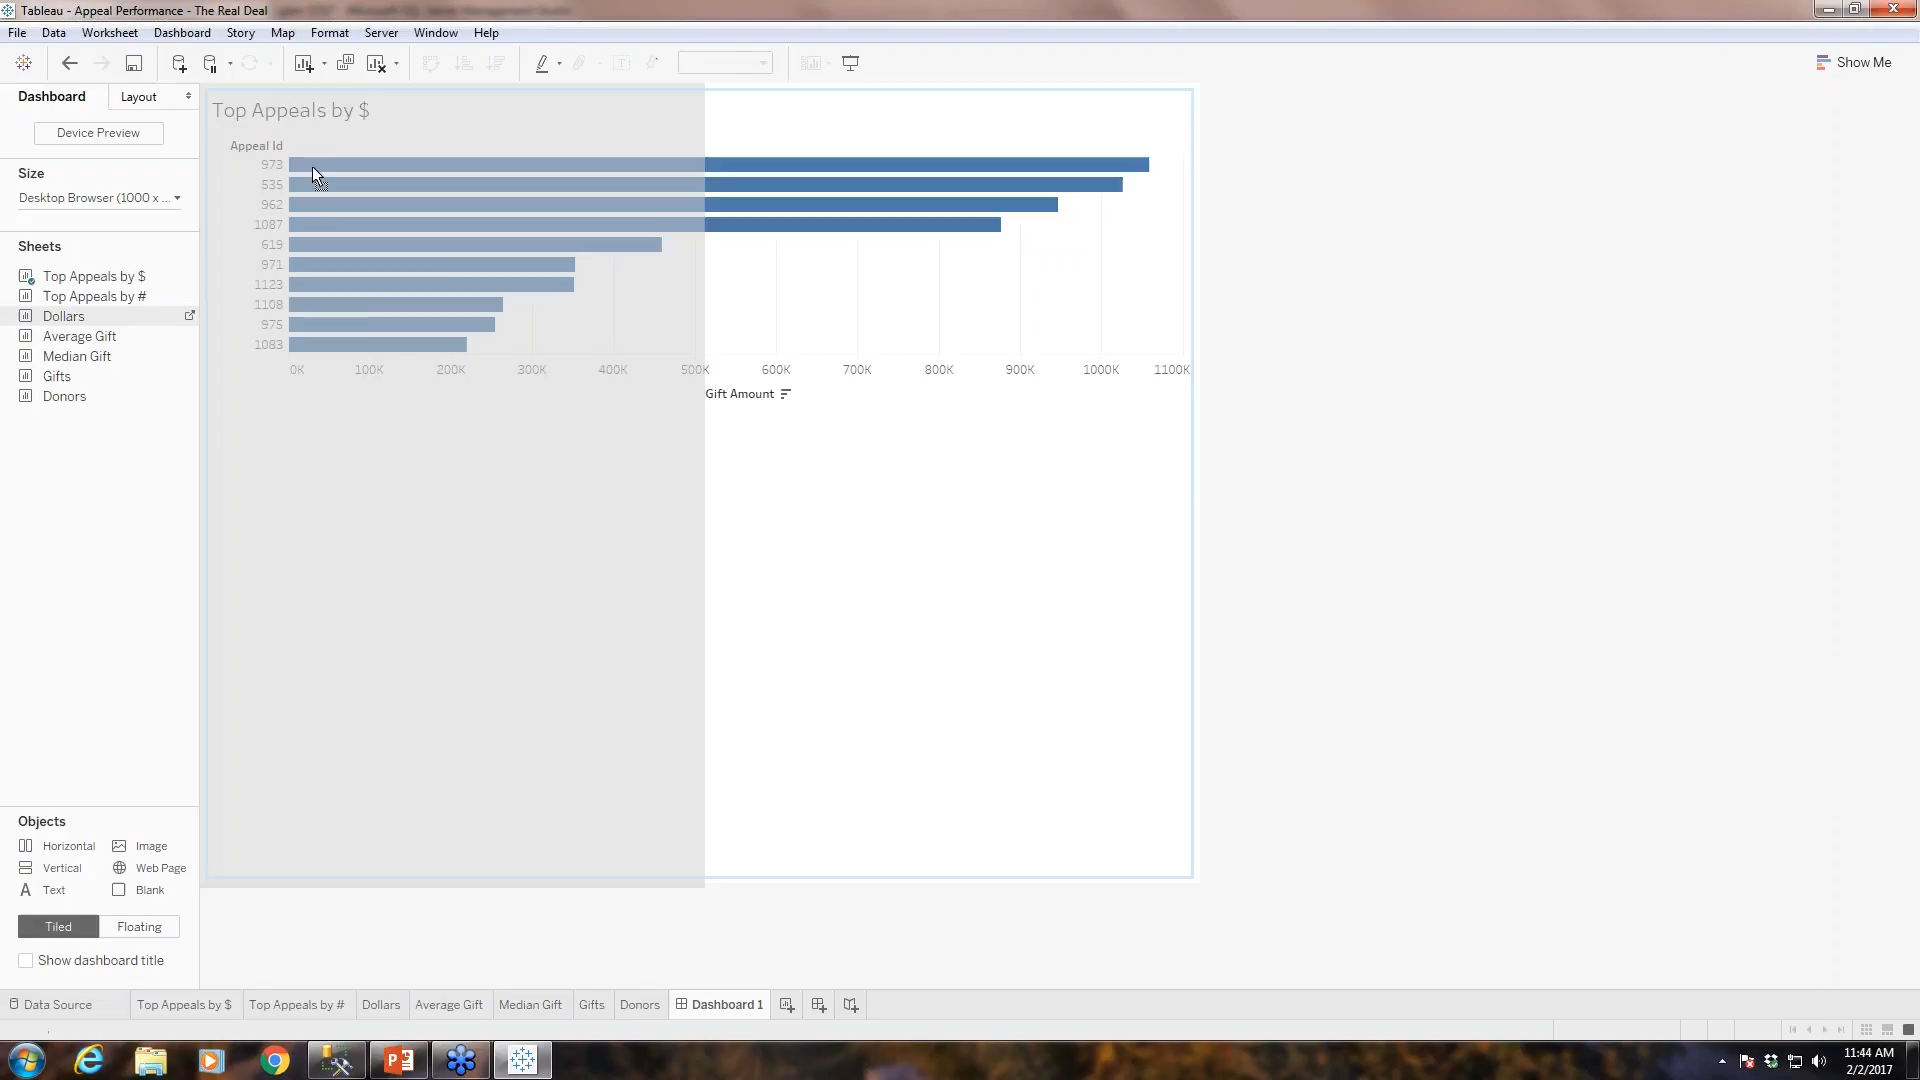 Tableau - Appeal Performance - The Real Deal
File Data Worksheet Dashboard Story Map Format Server Window Help
Show Me
Dashboard Layout
Device Preview
Size
Desktop Browser (1000 x ...
Sheets
Top Appeals by $
Top Appeals by #
Dollars
Average Gift
Median Gift
Gifts
Donors
Top Appeals by $
Appeal Id
973
535
962
1087
619
971
1123
1108
975
1083
0K 100K 200K 300K 400K 500K 600K 700K 800K 900K 1000K 1100K
Gift Amount
Objects
Horizontal Image
Vertical Web Page
A Text Blank
Tiled Floating
Show dashboard title
Data Source Top Appeals by $ Top Appeals by # Dollars Average Gift Median Gift Gifts Donors Dashboard 1
11:44 AM
2/2/2017